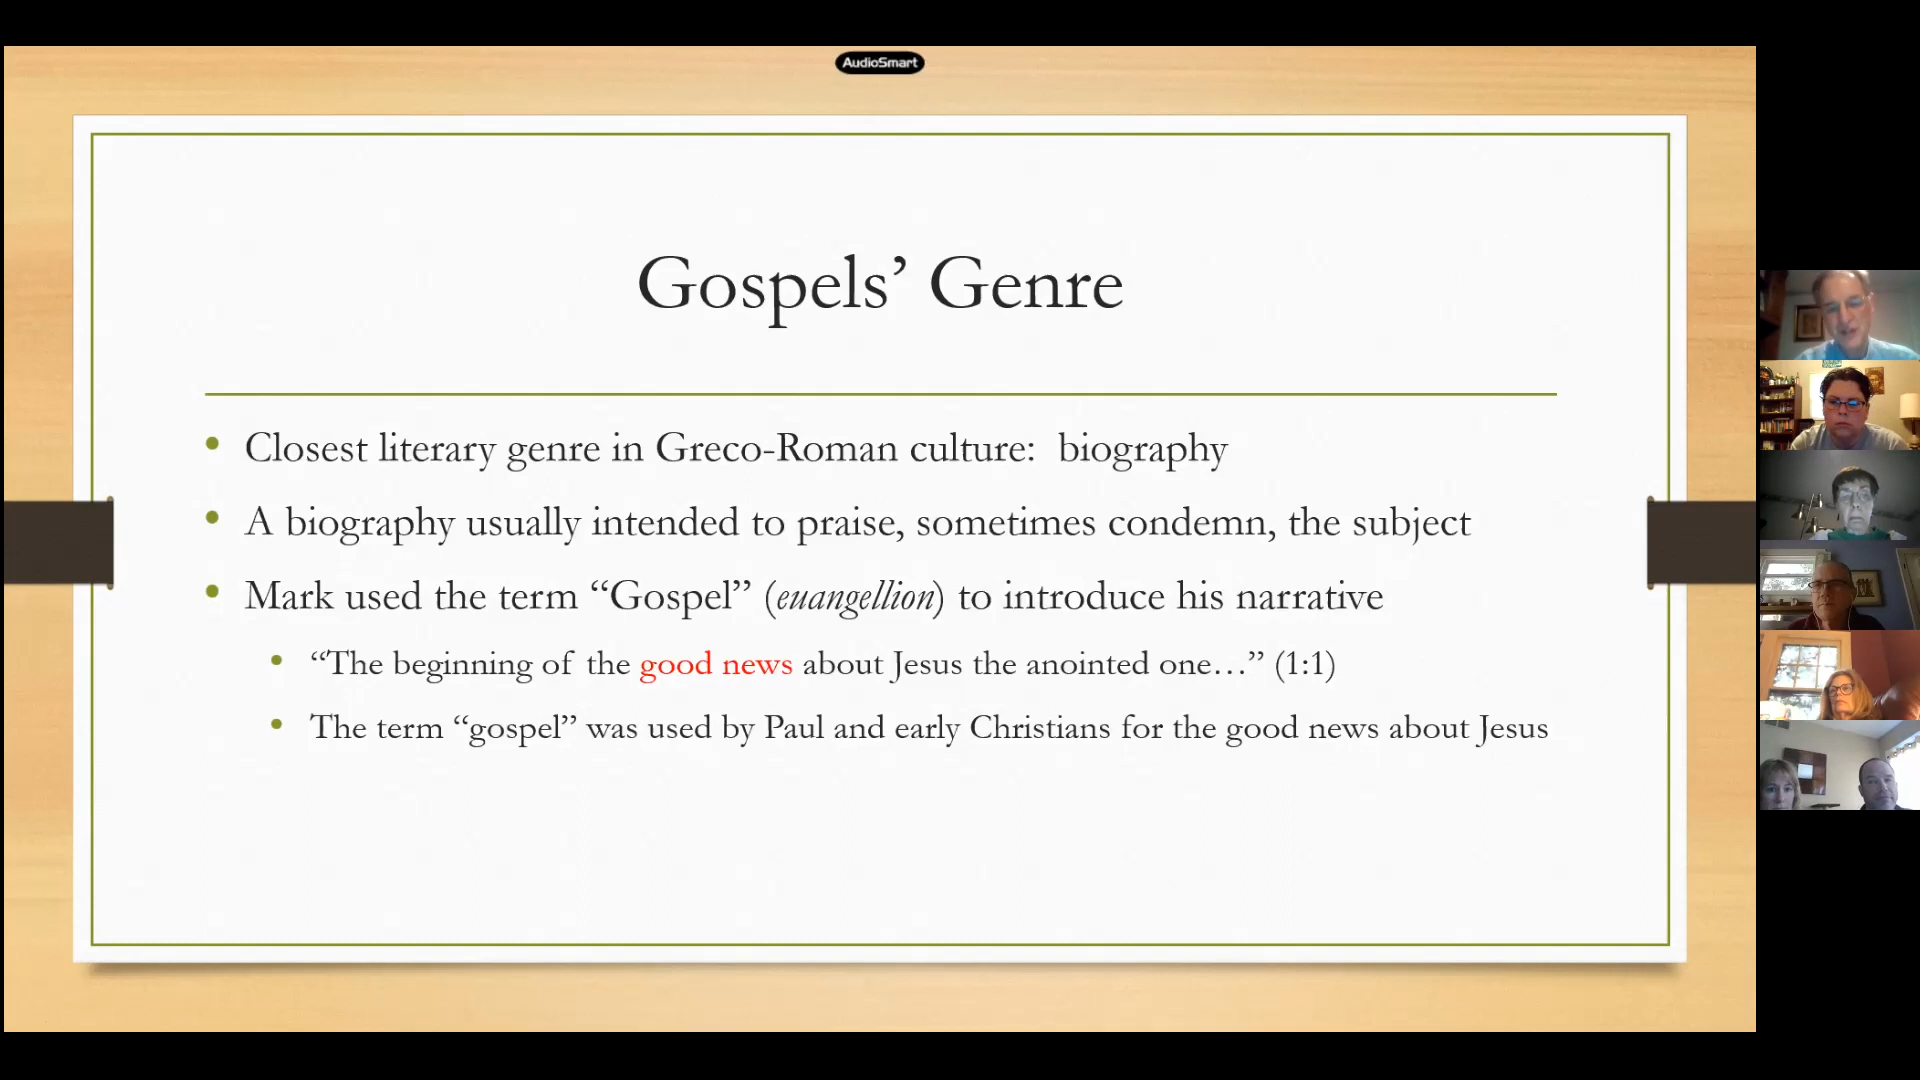 AudioSmart
Gospels’ Genre
• Closest literary genre in Greco-Roman culture:  biography
• A biography usually intended to praise, sometimes condemn, the subject
• Mark used the term “Gospel” (euangellion) to introduce his narrative
• “The beginning of the good news about Jesus the anointed one…” (1:1)
• The term “gospel” was used by Paul and early Christians for the good news about Jesus